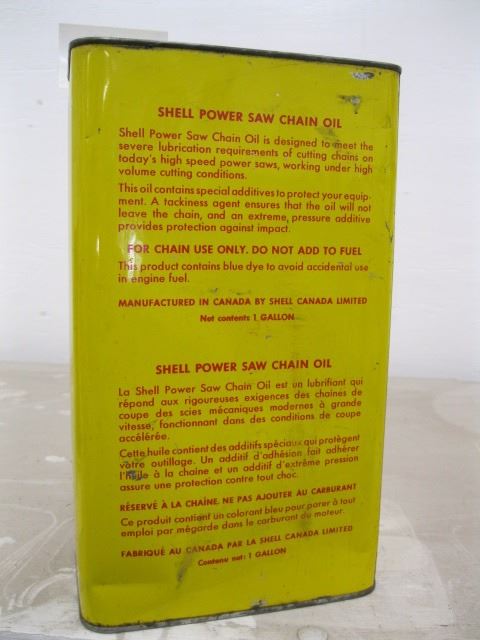 SHELL POWER SAW CHAIN OIL
Shell Power Saw Chain Oil is designed to meet the
severe lubrication requirements of cutting chains on
today's high speed power saws, working under high
volume cutting conditions.
This oil contains special additives to protect your equip-
ment. A tackiness agent ensures that the oil will not
leave the chain, and an extreme, pressure additive
provides protection against impact.
FOR CHAIN USE ONLY. DO NOT ADD TO FUEL
This product contains blue dye to avoid accidental use
in engine fuel.
MANUFACTURED IN CANADA BY SHELL CANADA LIMITED
Net contents 1 GALLON
SHELL POWER SAW CHAIN OIL
La Shell Power Saw Chain Oil est un lubrifiant qui
répond aux rigoureuses exigences des chaînes de
coupe des scies mécaniques modernes à grande
vitesse, fonctionnant dans des conditions de coupe
accélérée.
Cette huile contient des additifs spéciaux qui protègent
votre outillage. Un additif d'adhésion fait adhérer
l'huile à la chaîne et un additif d'extrême pression
assure une protection contre tout choc.
RÉSERVÉ À LA CHAÎNE. NE PAS AJOUTER AU CARBURANT
Ce produit contient un colorant bleu pour parer à tout
emploi par mégarde dans le carburant du moteur.
FABRIQUÉ AU CANADA PAR LA SHELL CANADA LIMITED
Contenu net: 1 GALLON